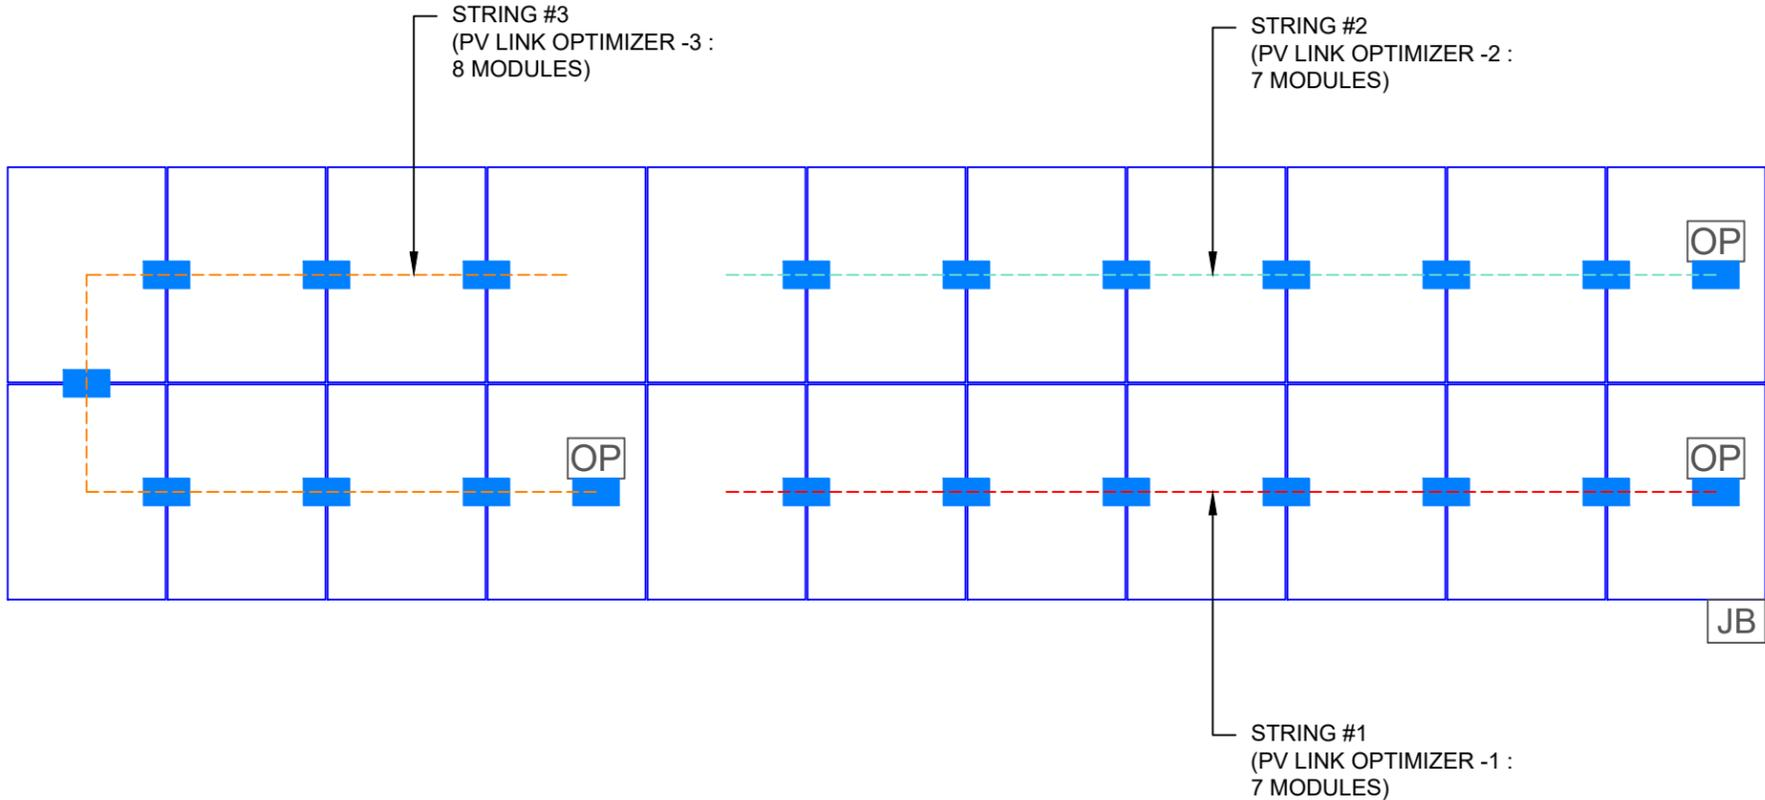 STRING #3
(PV LINK OPTIMIZER -3 :
8 MODULES)
STRING #2
(PV LINK OPTIMIZER -2 :
7 MODULES)
OP
OP
OP
JB
STRING #1
(PV LINK OPTIMIZER -1 :
7 MODULES)